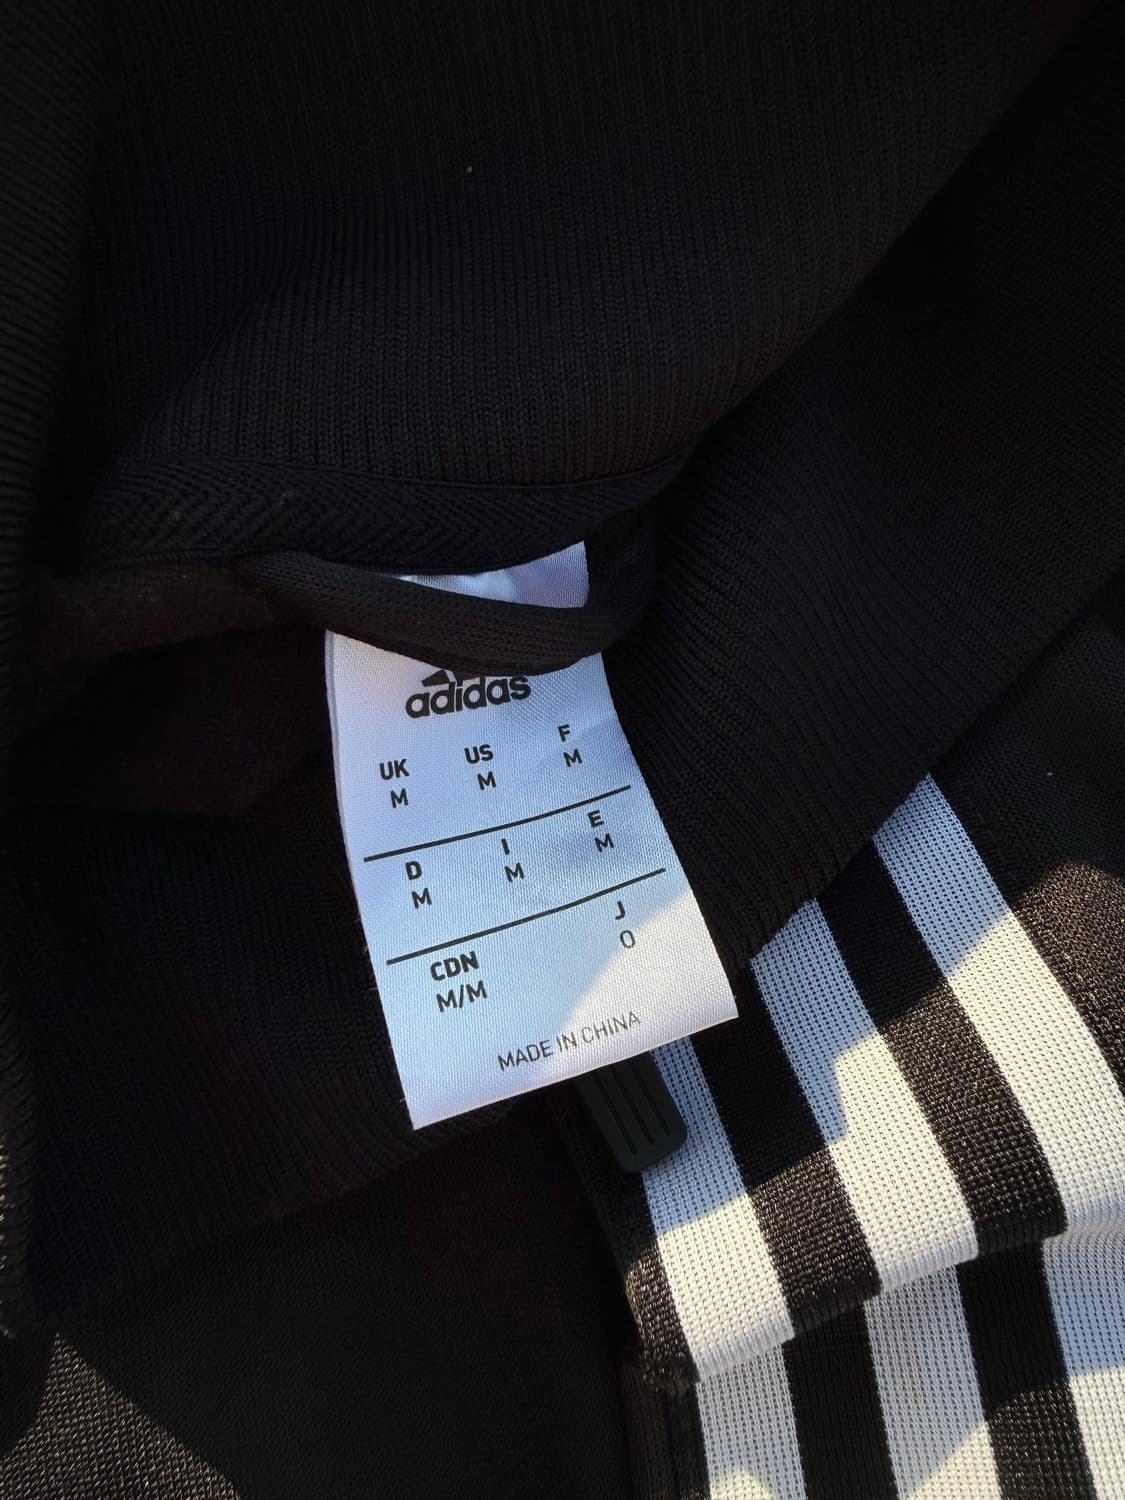 adidas
UK US F
M M M
D I E
M M M
CDN J
M/M O
MADE IN CHINA